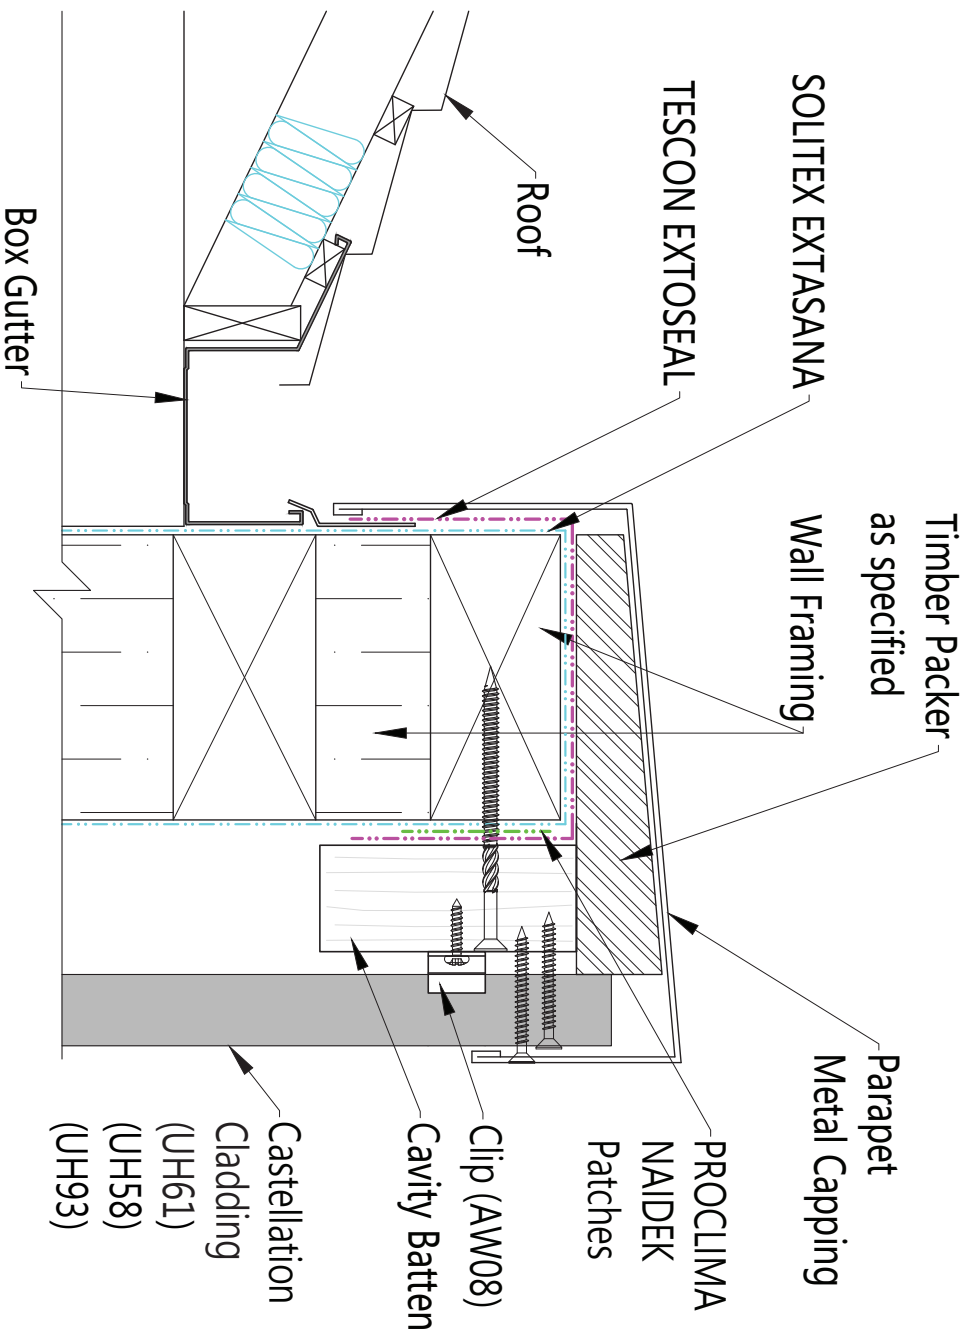 Timber Packer
as specified
Wall Framing
SOLITEX EXTASANA
TESCON EXTOSEAL
Roof
Box Gutter
Parapet
Metal Capping
PROCLIMA
NAIDEK
Patches
Clip (AW08)
Cavity Batten
Castellation
Cladding
(UH61)
(UH58)
(UH93)